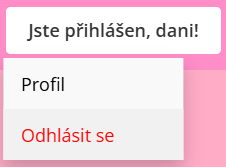 Jste přihlášen, dani!
Profil
Odhlásit se